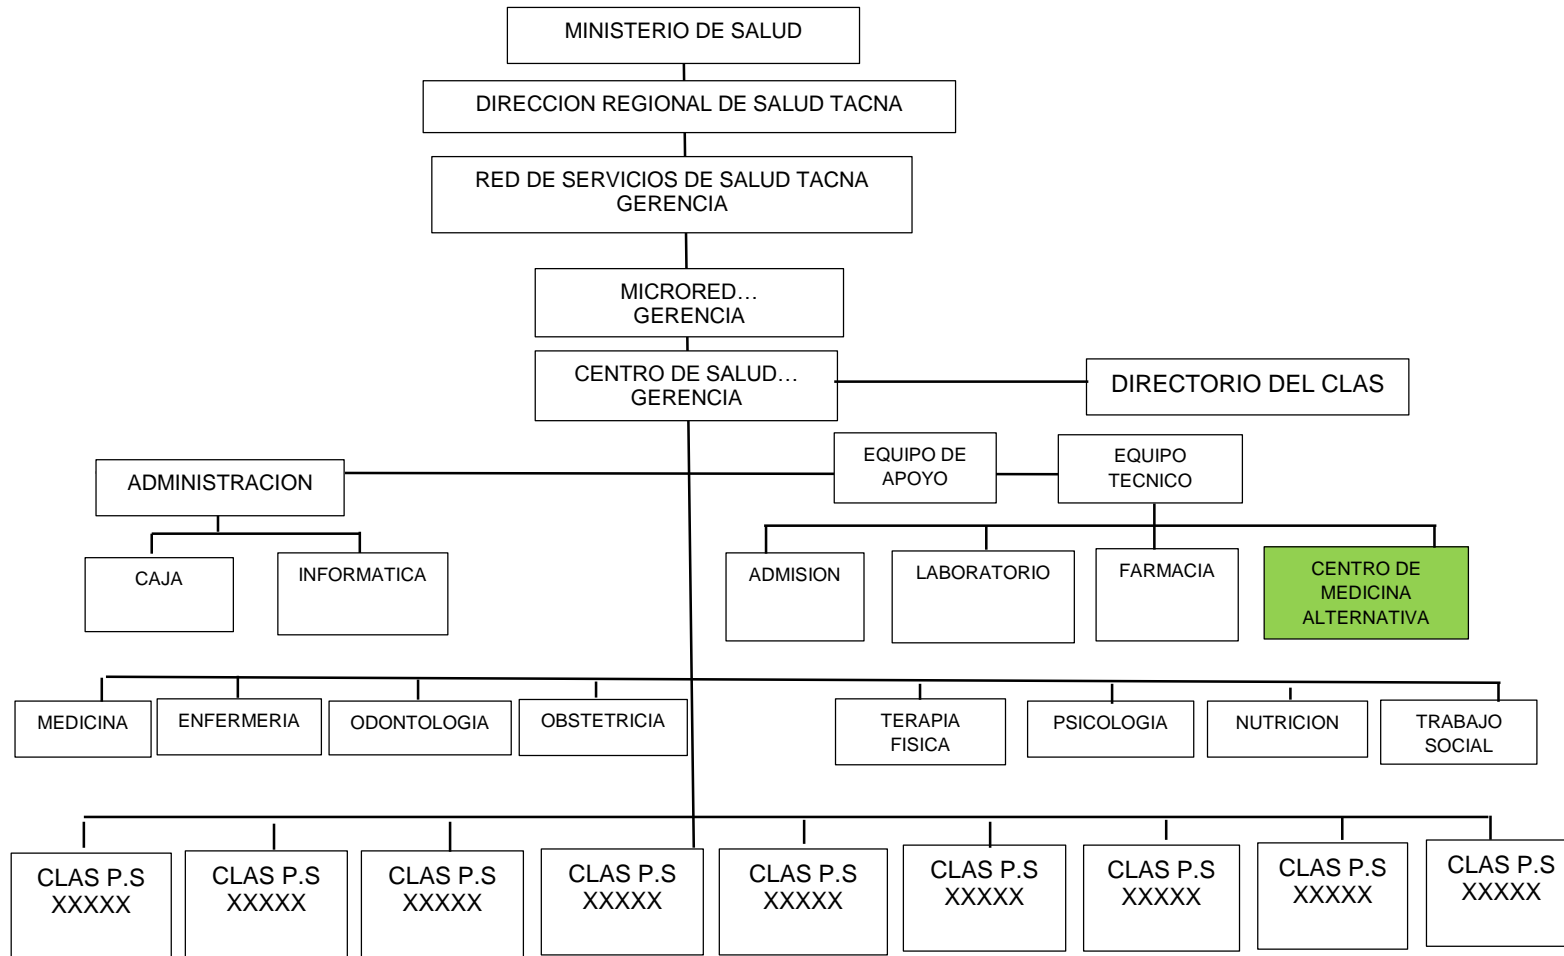 MINISTERIO DE SALUD
DIRECCION REGIONAL DE SALUD TACNA
RED DE SERVICIOS DE SALUD TACNA
GERENCIA
MICRORED…
GERENCIA
CENTRO DE SALUD…
GERENCIA
DIRECTORIO DEL CLAS
ADMINISTRACION
EQUIPO DE
APOYO
EQUIPO
TECNICO
CAJA
INFORMATICA
ADMISION
LABORATORIO
FARMACIA
CENTRO DE
MEDICINA
ALTERNATIVA
MEDICINA
ENFERMERIA
ODONTOLOGIA
OBSTETRICIA
TERAPIA
FISICA
PSICOLOGIA
NUTRICION
TRABAJO
SOCIAL
CLAS P.S
XXXXX
CLAS P.S
XXXXX
CLAS P.S
XXXXX
CLAS P.S
XXXXX
CLAS P.S
XXXXX
CLAS P.S
XXXXX
CLAS P.S
XXXXX
CLAS P.S
XXXXX
CLAS P.S
XXXXX